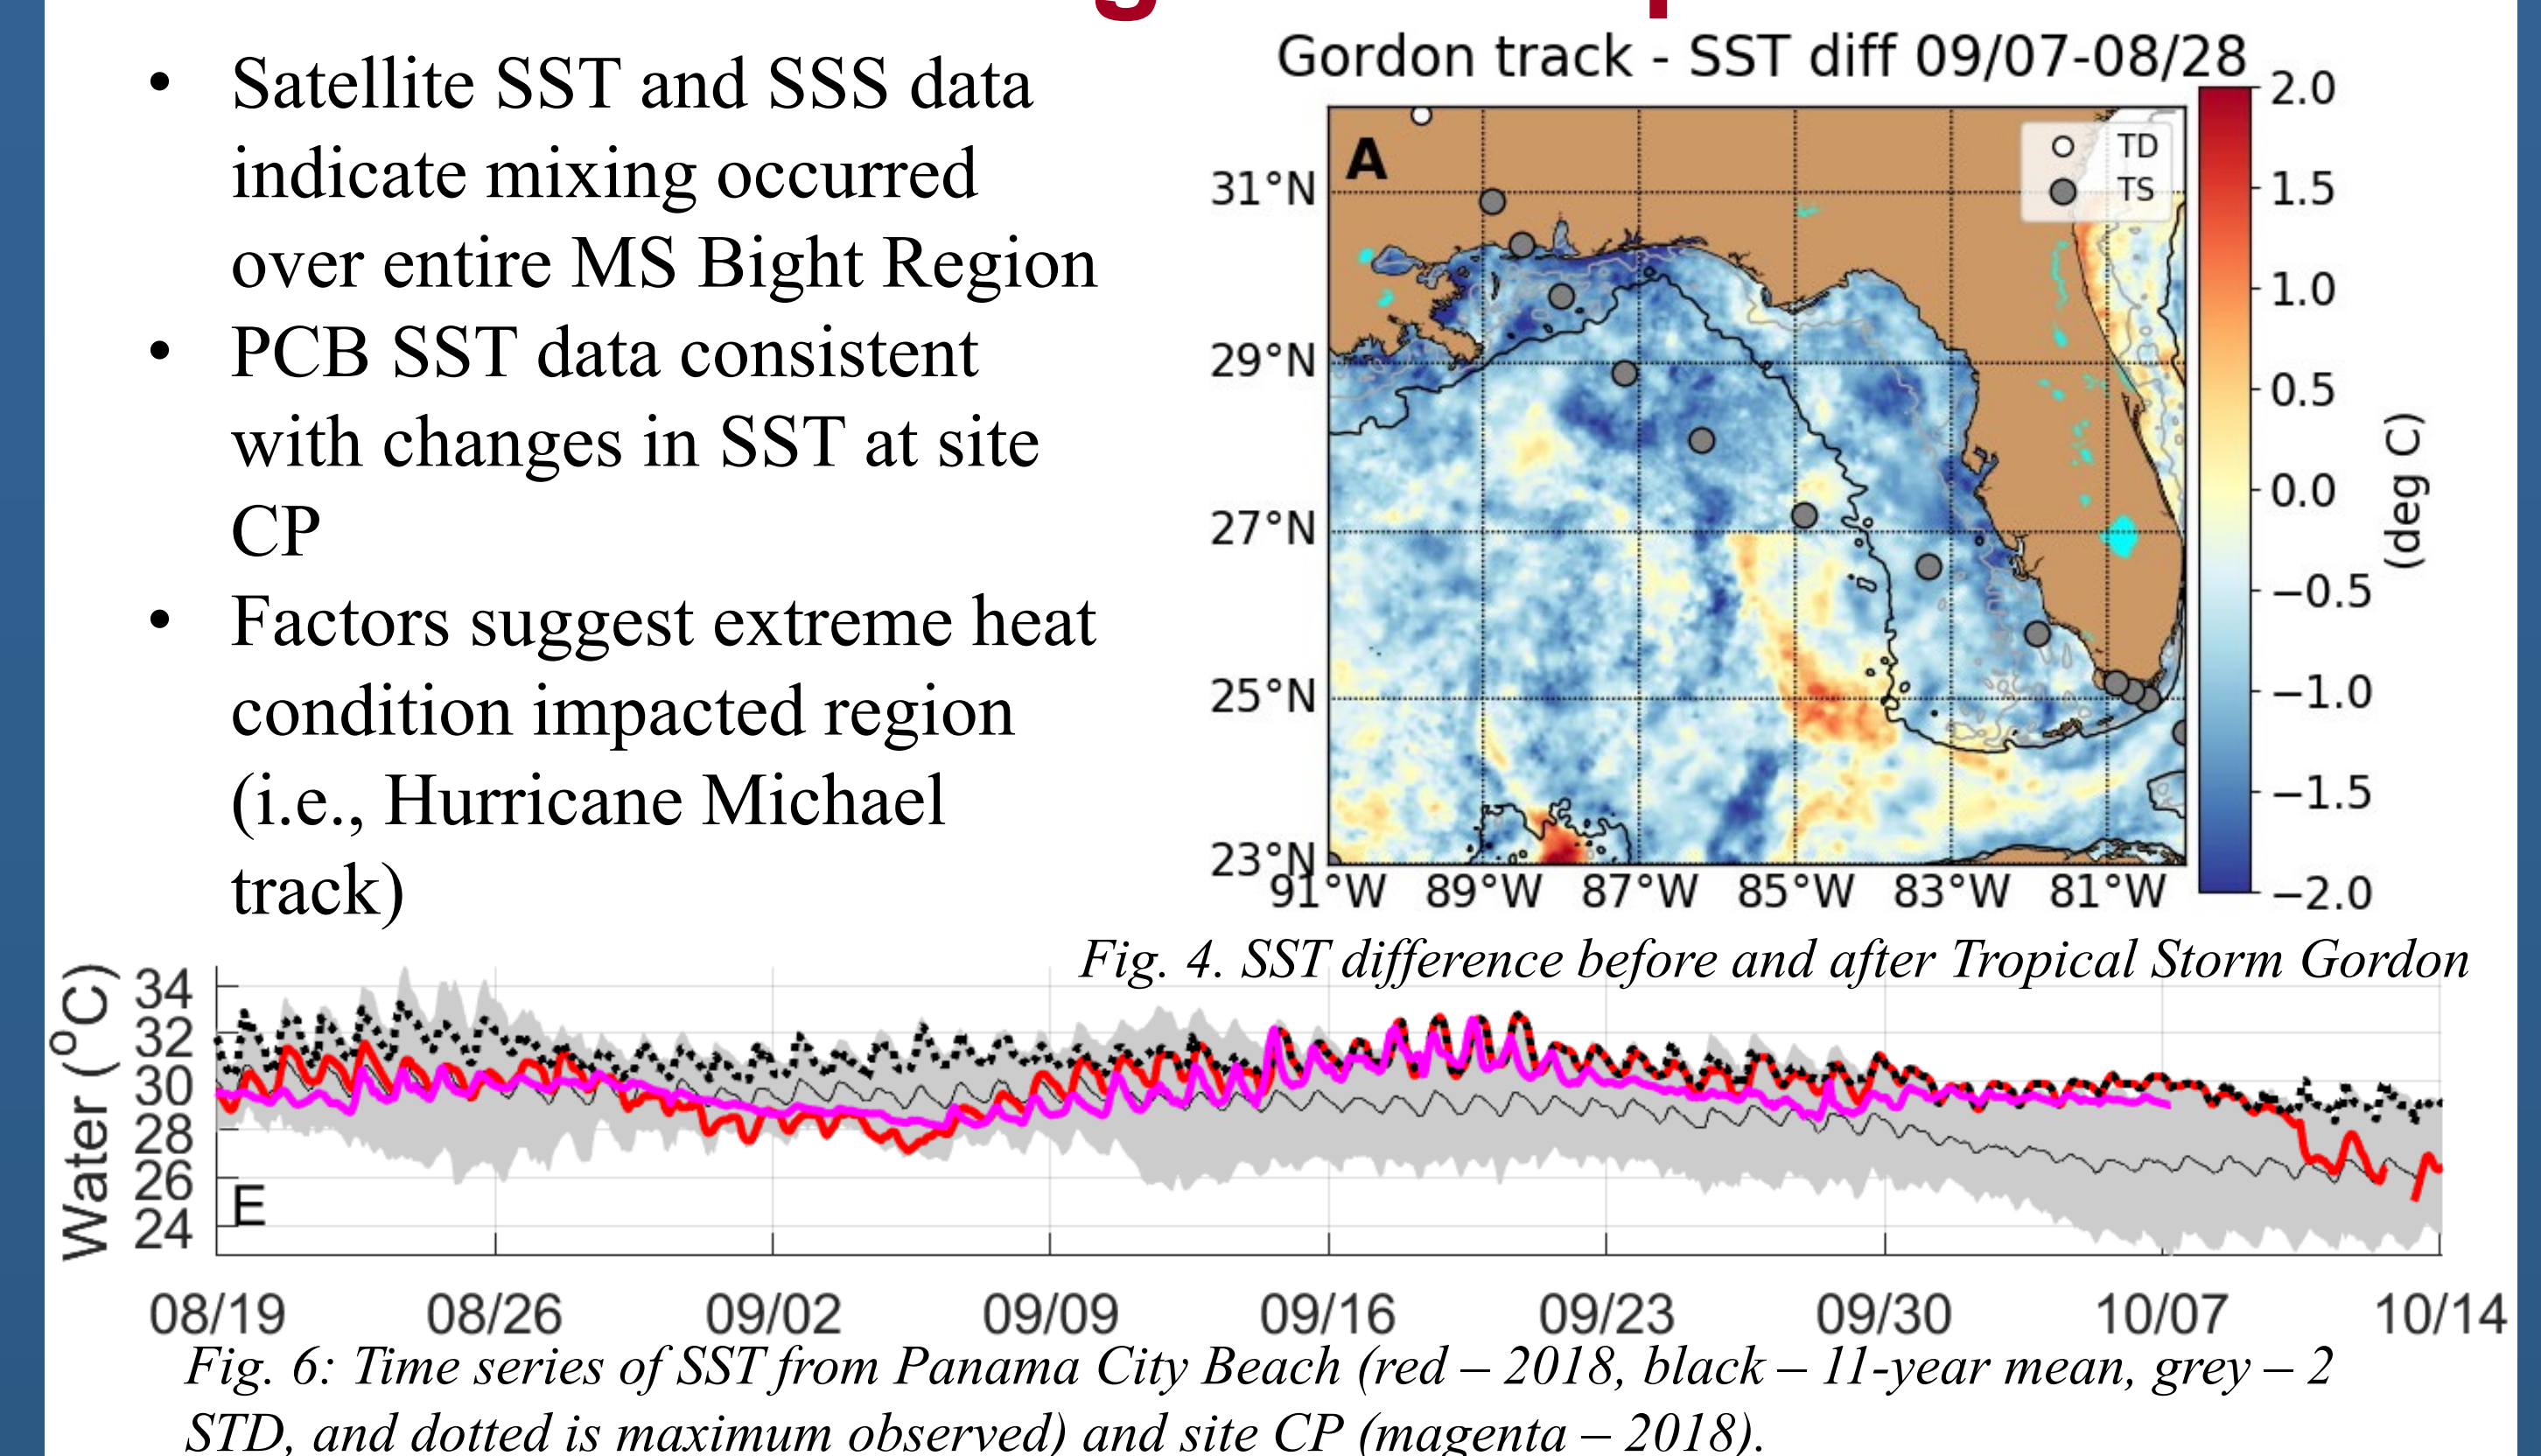 • Satellite SST and SSS data
indicate mixing occurred
over entire MS Bight Region
• PCB SST data consistent
with changes in SST at site
CP
• Factors suggest extreme heat
condition impacted region
(i.e., Hurricane Michael
track)
Gordon track - SST diff 09/07-08/28
A
TD
TS
31°N
29°N
27°N
25°N
23°N
91°W 89°W 87°W 85°W 83°W 81°W
2.0
1.5
1.0
0.5
0.0
−0.5
−1.0
−1.5
−2.0
(deg C)
Fig. 4. SST difference before and after Tropical Storm Gordon
Water (°C)
34
32
30
28
26
24
E
08/19 08/26 09/02 09/09 09/16 09/23 09/30 10/07 10/14
Fig. 6: Time series of SST from Panama City Beach (red – 2018, black – 11-year mean, grey – 2
STD, and dotted is maximum observed) and site CP (magenta – 2018).